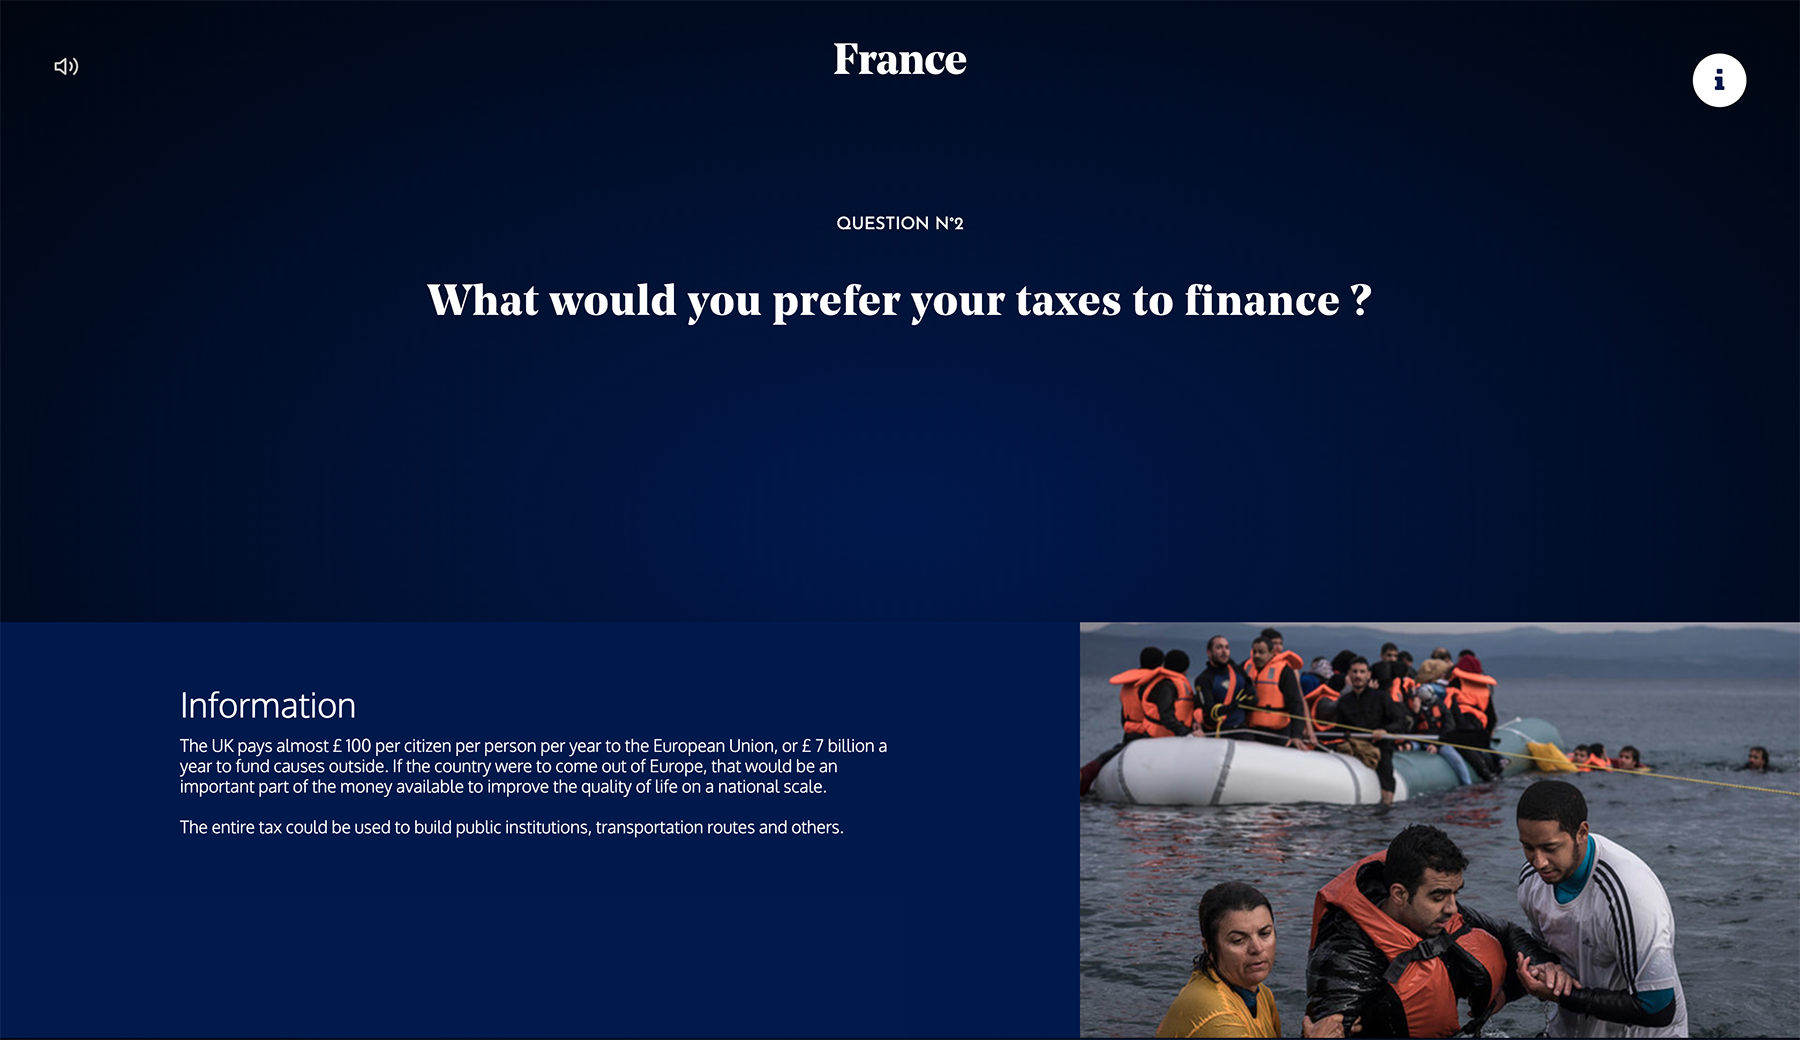 France
QUESTION N°2
What would you prefer your taxes to finance ?
Information
The UK pays almost £ 100 per citizen per person per year to the European Union, or £ 7 billion a
year to fund causes outside. If the country were to come out of Europe, that would be an
important part of the money available to improve the quality of life on a national scale.
The entire tax could be used to build public institutions, transportation routes and others.